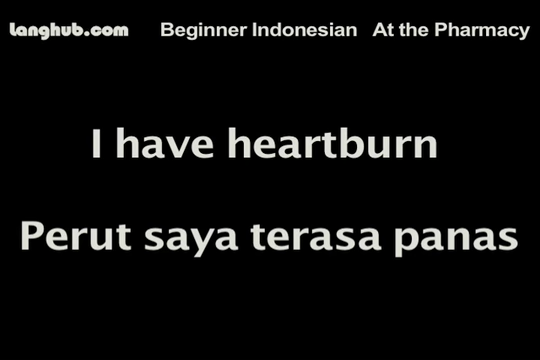 Langhub.com Beginner Indonesian At the Pharmacy
I have heartburn
Perut saya terasa panas